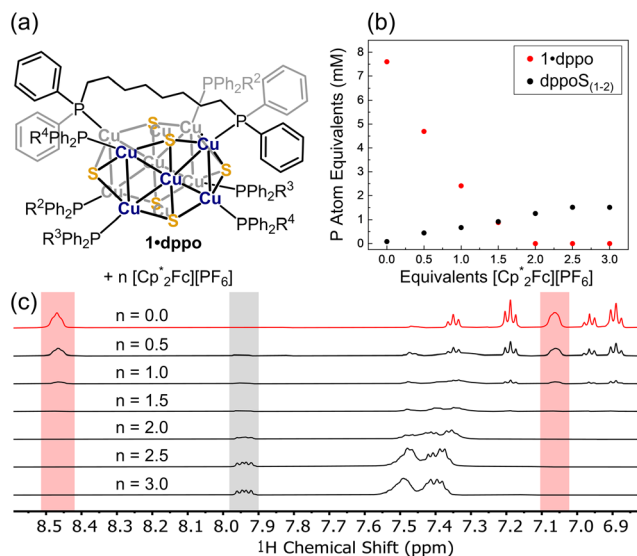 (a)
PPh₂R²
P
P
R⁴Ph₂P
Cu
S
Cu
Cu
Cu
S
Cu
Cu
S
Cu
Cu
S
Cu
Cu
Cu
S
Cu
S
Cu
PPh₂R³
R²Ph₂P
PPh₂R⁴
R³Ph₂P
1•dppo
+ n [Cp*₂Fc][PF₆]
(b)
P Atom Equivalents (mM)
8
7
6
5
4
3
2
1
0
1•dppo
dppoS₍₁₋₂₎
0.0 0.5 1.0 1.5 2.0 2.5 3.0
Equivalents [Cp*₂Fc][PF₆]
(c)
n = 0.0
n = 0.5
n = 1.0
n = 1.5
n = 2.0
n = 2.5
n = 3.0
8.5 8.4 8.3 8.2 8.1 8.0 7.9 7.8 7.7 7.6 7.5 7.4 7.3 7.2 7.1 7.0 6.9
¹H Chemical Shift (ppm)